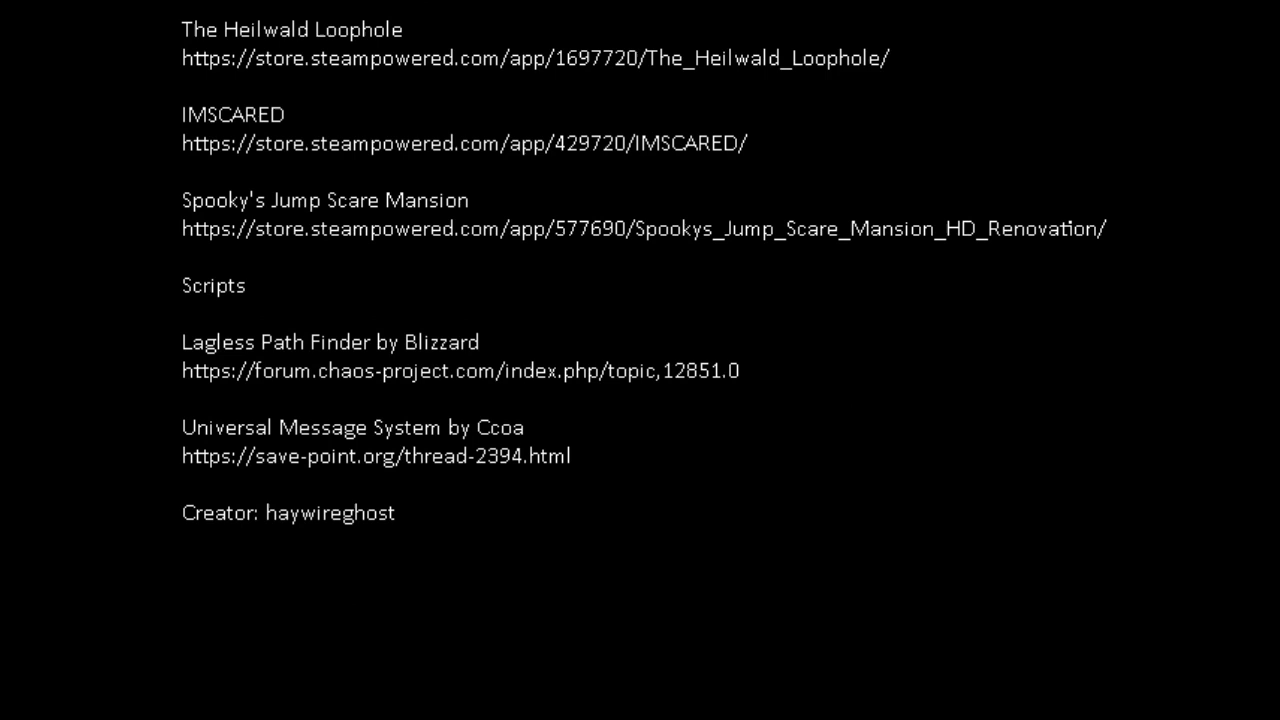 The Heilwald Loophole
https://store.steampowered.com/app/1697720/The_Heilwald_Loophole/
IMSCARED
https://store.steampowered.com/app/429720/IMSCARED/
Spooky's Jump Scare Mansion
https://store.steampowered.com/app/577690/Spookys_Jump_Scare_Mansion_HD_Renovation/
Scripts
Lagless Path Finder by Blizzard
https://forum.chaos-project.com/index.php/topic,12851.0
Universal Message System by Ccoa
https://save-point.org/thread-2394.html
Creator: haywireghost